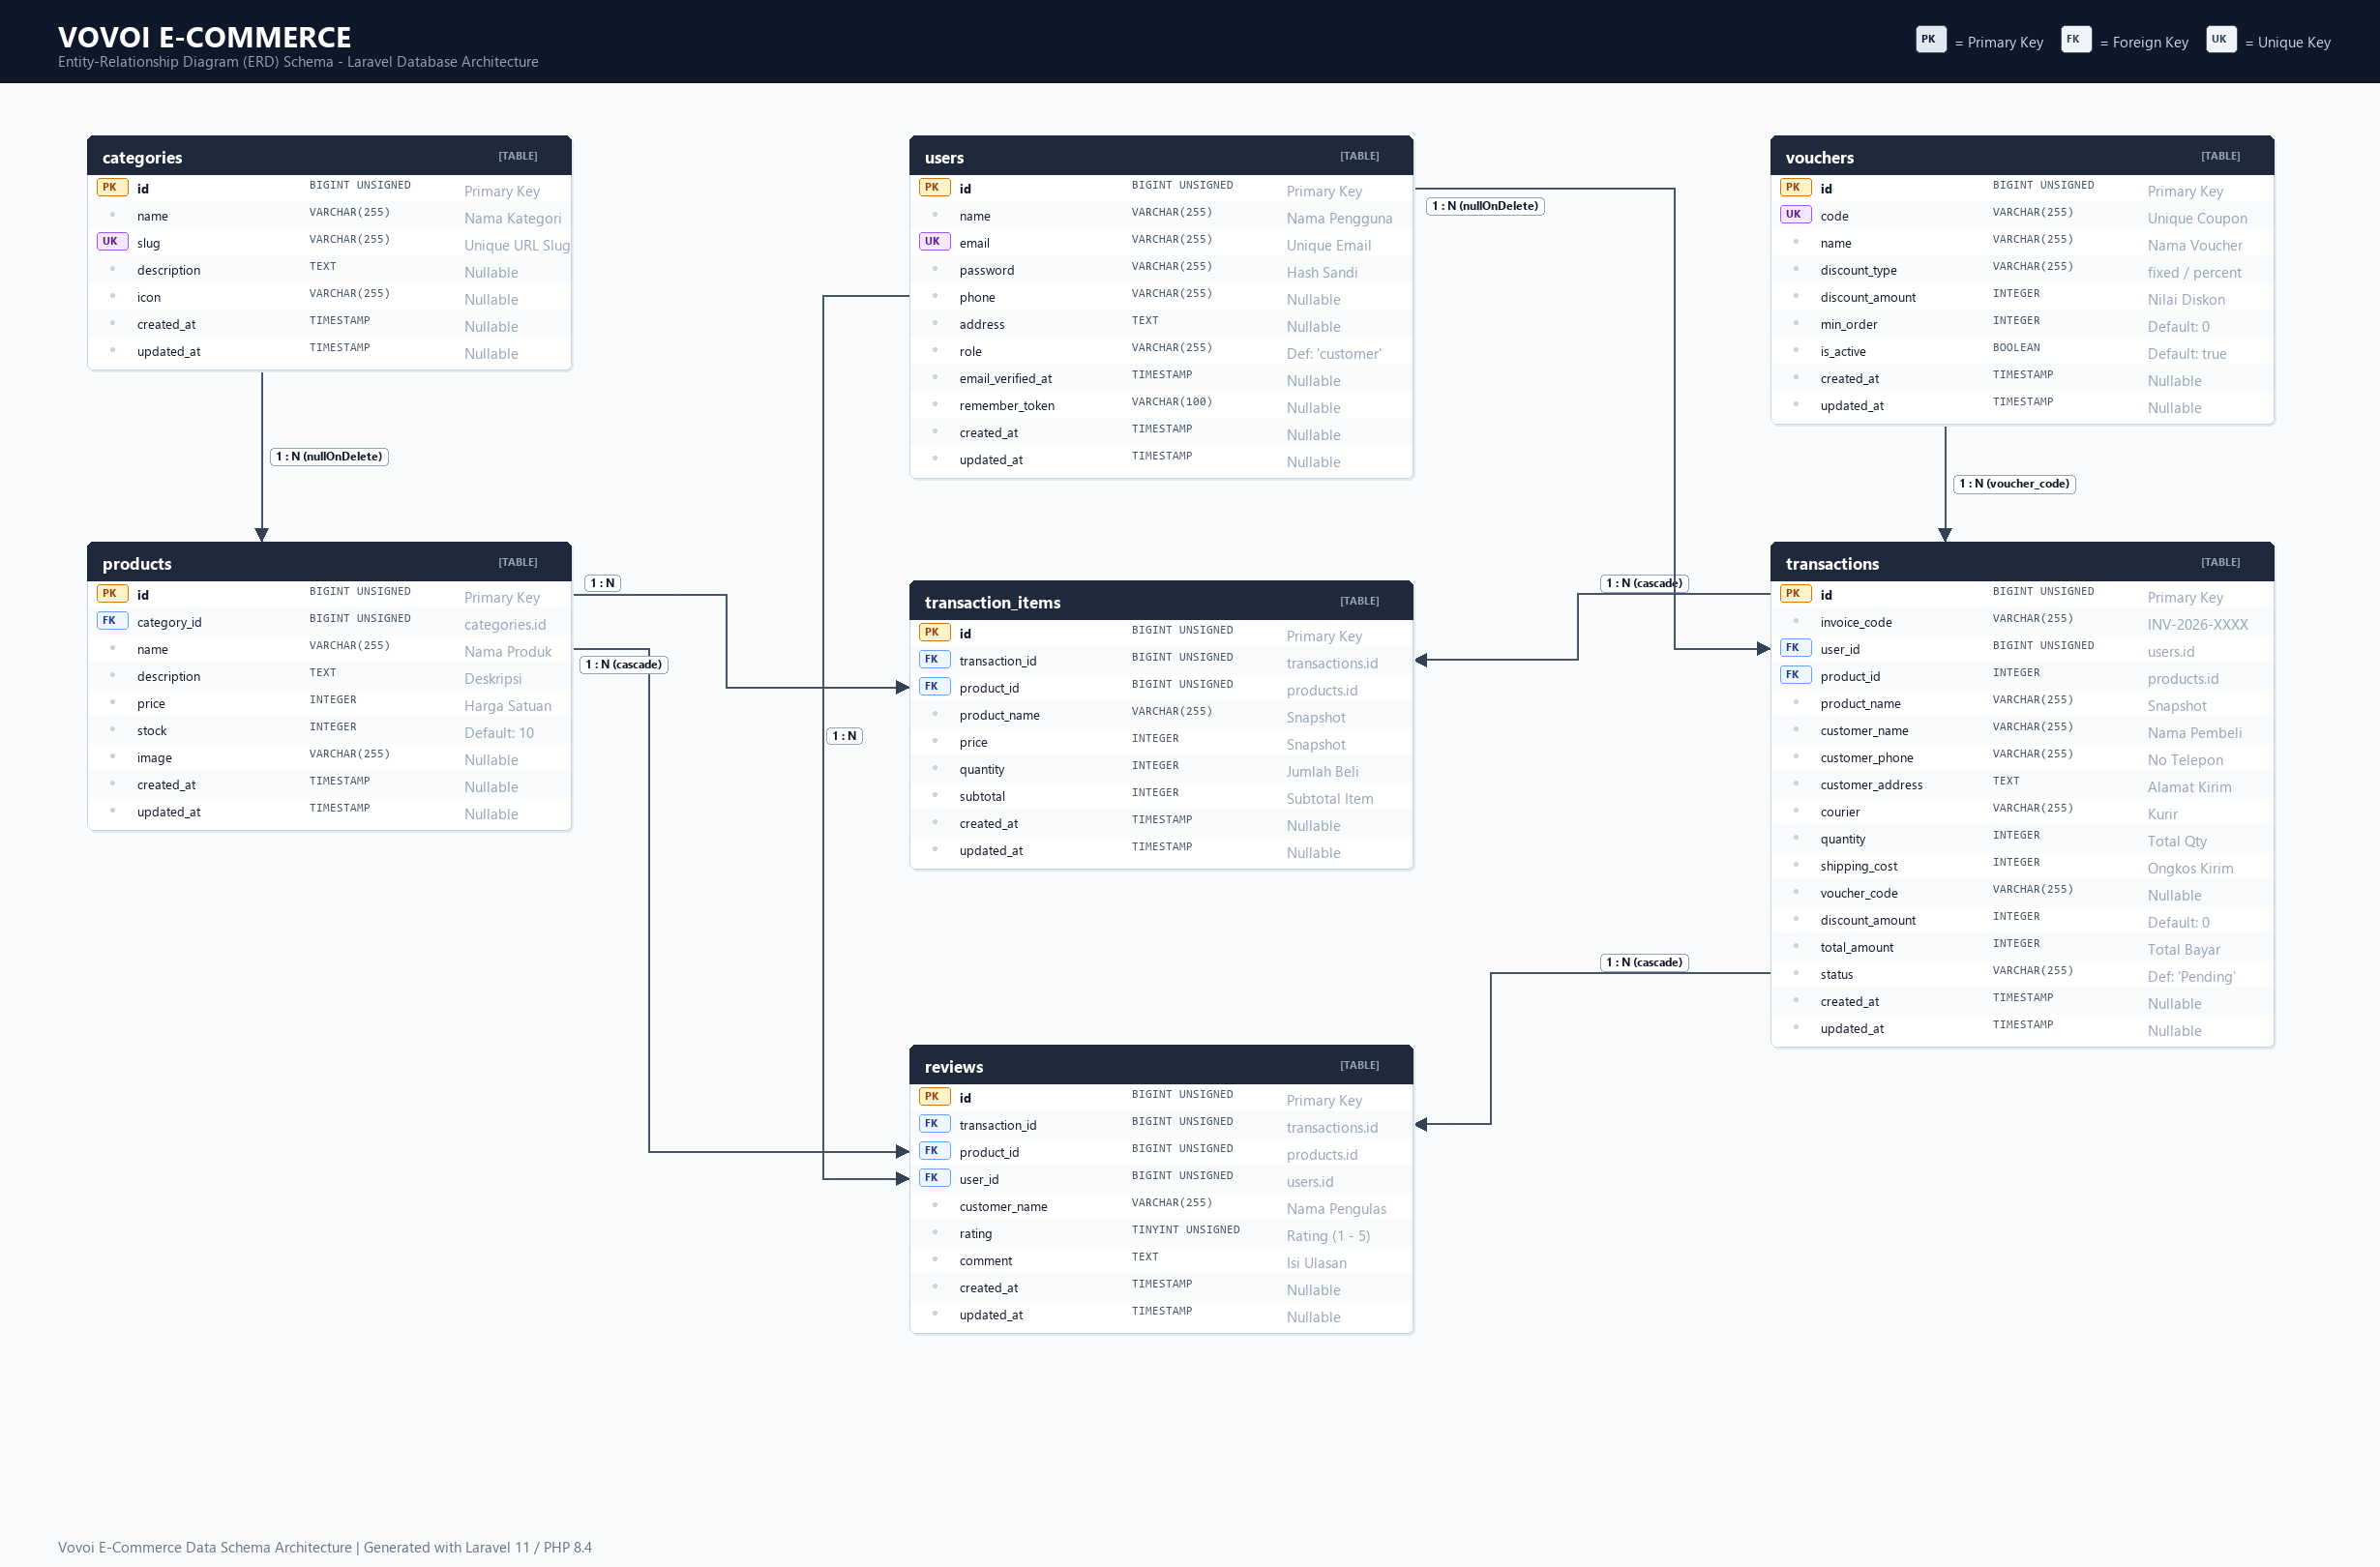 VOVOI E-COMMERCE
Entity-Relationship Diagram (ERD) Schema - Laravel Database Architecture
PK = Primary Key FK = Foreign Key UK = Unique Key
categories [TABLE]
PK id BIGINT UNSIGNED Primary Key
name VARCHAR(255) Nama Kategori
UK slug VARCHAR(255) Unique URL Slug
description TEXT Nullable
icon VARCHAR(255) Nullable
created_at TIMESTAMP Nullable
updated_at TIMESTAMP Nullable
1 : N (nullOnDelete)
users [TABLE]
PK id BIGINT UNSIGNED Primary Key
name VARCHAR(255) Nama Pengguna
UK email VARCHAR(255) Unique Email
password VARCHAR(255) Hash Sandi
phone VARCHAR(255) Nullable
address TEXT Nullable
role VARCHAR(255) Def: 'customer'
email_verified_at TIMESTAMP Nullable
remember_token VARCHAR(100) Nullable
created_at TIMESTAMP Nullable
updated_at TIMESTAMP Nullable
1 : N (nullOnDelete)
vouchers [TABLE]
PK id BIGINT UNSIGNED Primary Key
UK code VARCHAR(255) Unique Coupon
name VARCHAR(255) Nama Voucher
discount_type VARCHAR(255) fixed / percent
discount_amount INTEGER Nilai Diskon
min_order INTEGER Default: 0
is_active BOOLEAN Default: true
created_at TIMESTAMP Nullable
updated_at TIMESTAMP Nullable
1 : N (voucher_code)
products [TABLE]
PK id BIGINT UNSIGNED Primary Key
FK category_id BIGINT UNSIGNED categories.id
name VARCHAR(255) Nama Produk
description TEXT Deskripsi
price INTEGER Harga Satuan
stock INTEGER Default: 10
image VARCHAR(255) Nullable
created_at TIMESTAMP Nullable
updated_at TIMESTAMP Nullable
1 : N
1 : N (cascade)
1 : N
transaction_items [TABLE]
PK id BIGINT UNSIGNED Primary Key
FK transaction_id BIGINT UNSIGNED transactions.id
FK product_id BIGINT UNSIGNED products.id
product_name VARCHAR(255) Snapshot
price INTEGER Snapshot
quantity INTEGER Jumlah Beli
subtotal INTEGER Subtotal Item
created_at TIMESTAMP Nullable
updated_at TIMESTAMP Nullable
1 : N (cascade)
transactions [TABLE]
PK id BIGINT UNSIGNED Primary Key
invoice_code VARCHAR(255) INV-2026-XXXX
FK user_id BIGINT UNSIGNED users.id
FK product_id INTEGER products.id
product_name VARCHAR(255) Snapshot
customer_name VARCHAR(255) Nama Pembeli
customer_phone VARCHAR(255) No Telepon
customer_address TEXT Alamat Kirim
courier VARCHAR(255) Kurir
quantity INTEGER Total Qty
shipping_cost INTEGER Ongkos Kirim
voucher_code VARCHAR(255) Nullable
discount_amount INTEGER Default: 0
total_amount INTEGER Total Bayar
status VARCHAR(255) Def: 'Pending'
created_at TIMESTAMP Nullable
updated_at TIMESTAMP Nullable
1 : N (cascade)
reviews [TABLE]
PK id BIGINT UNSIGNED Primary Key
FK transaction_id BIGINT UNSIGNED transactions.id
FK product_id BIGINT UNSIGNED products.id
FK user_id BIGINT UNSIGNED users.id
customer_name VARCHAR(255) Nama Pengulas
rating TINYINT UNSIGNED Rating (1 - 5)
comment TEXT Isi Ulasan
created_at TIMESTAMP Nullable
updated_at TIMESTAMP Nullable
Vovoi E-Commerce Data Schema Architecture | Generated with Laravel 11 / PHP 8.4